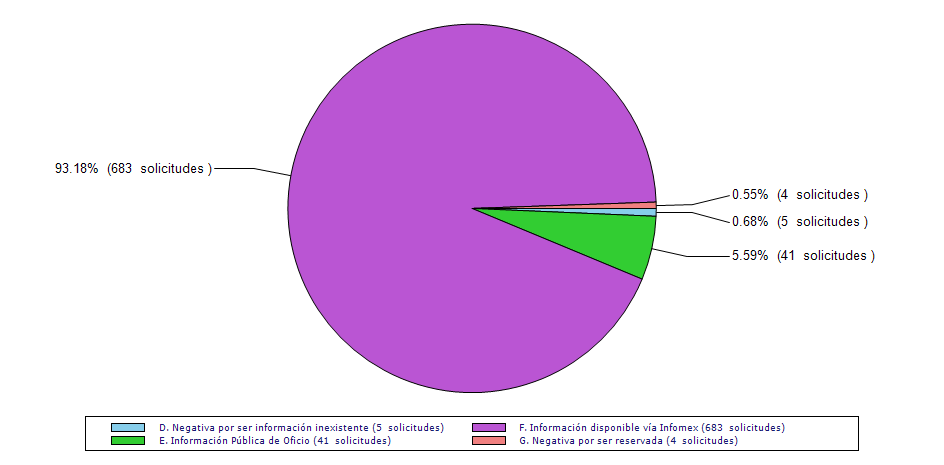 93.18% (683 solicitudes )
0.55% (4 solicitudes )
0.68% (5 solicitudes )
5.59% (41 solicitudes )
D. Negativa por ser información inexistente (5 solicitudes)
F. Información disponible vía Infomex (683 solicitudes)
E. Información Pública de Oficio (41 solicitudes)
G. Negativa por ser reservada (4 solicitudes)